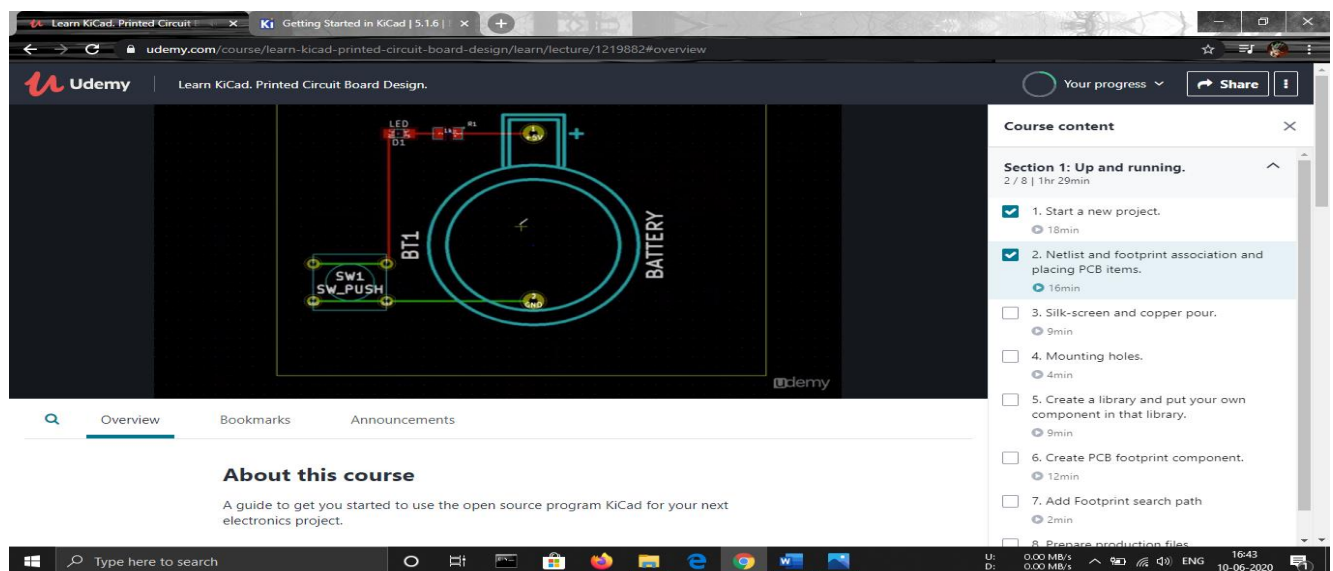 Learn KiCad. Printed Circuit
Ki Getting Started in KiCad | 5.1.6 |
udemy.com/course/learn-kicad-printed-circuit-board-design/learn/lecture/1219882#overview
Udemy
Learn KiCad. Printed Circuit Board Design.
Your progress
Share
LED
D1
R1
1
+5V
+
BT1
BATTERY
SW1
SW_PUSH
GND
udemy
Course content
Section 1: Up and running.
2 / 8 | 1hr 29min
1. Start a new project.
18min
2. Netlist and footprint association and
placing PCB items.
16min
3. Silk-screen and copper pour.
9min
4. Mounting holes.
4min
5. Create a library and put your own
component in that library.
9min
6. Create PCB footprint component.
12min
7. Add Footprint search path
2min
8. Prepare production files
Overview Bookmarks Announcements
About this course
A guide to get you started to use the open source program KiCad for your next
electronics project.
Type here to search
U: 0.00 MB/s
D: 0.00 MB/s
ENG
16:43
10-06-2020